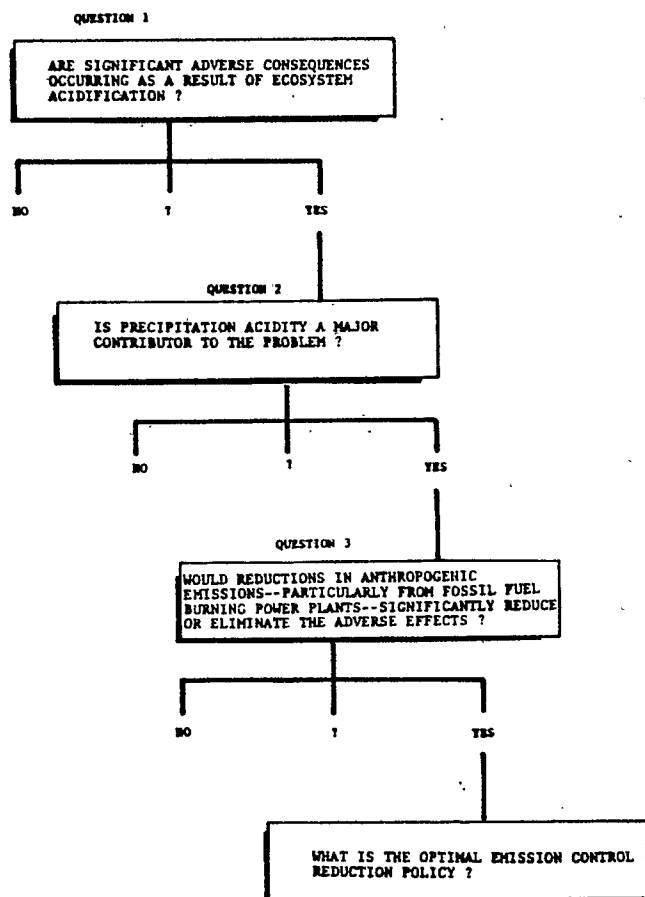 QUESTION 1
ARE SIGNIFICANT ADVERSE CONSEQUENCES
OCCURRING AS A RESULT OF ECOSYSTEM
ACIDIFICATION ?
NO ? YES
QUESTION 2
IS PRECIPITATION ACIDITY A MAJOR
CONTRIBUTOR TO THE PROBLEM ?
NO ? YES
QUESTION 3
WOULD REDUCTIONS IN ANTHROPOGENIC
EMISSIONS--PARTICULARLY FROM FOSSIL FUEL
BURNING POWER PLANTS--SIGNIFICANTLY REDUCE
OR ELIMINATE THE ADVERSE EFFECTS ?
NO ? YES
WHAT IS THE OPTIMAL EMISSION CONTROL
REDUCTION POLICY ?